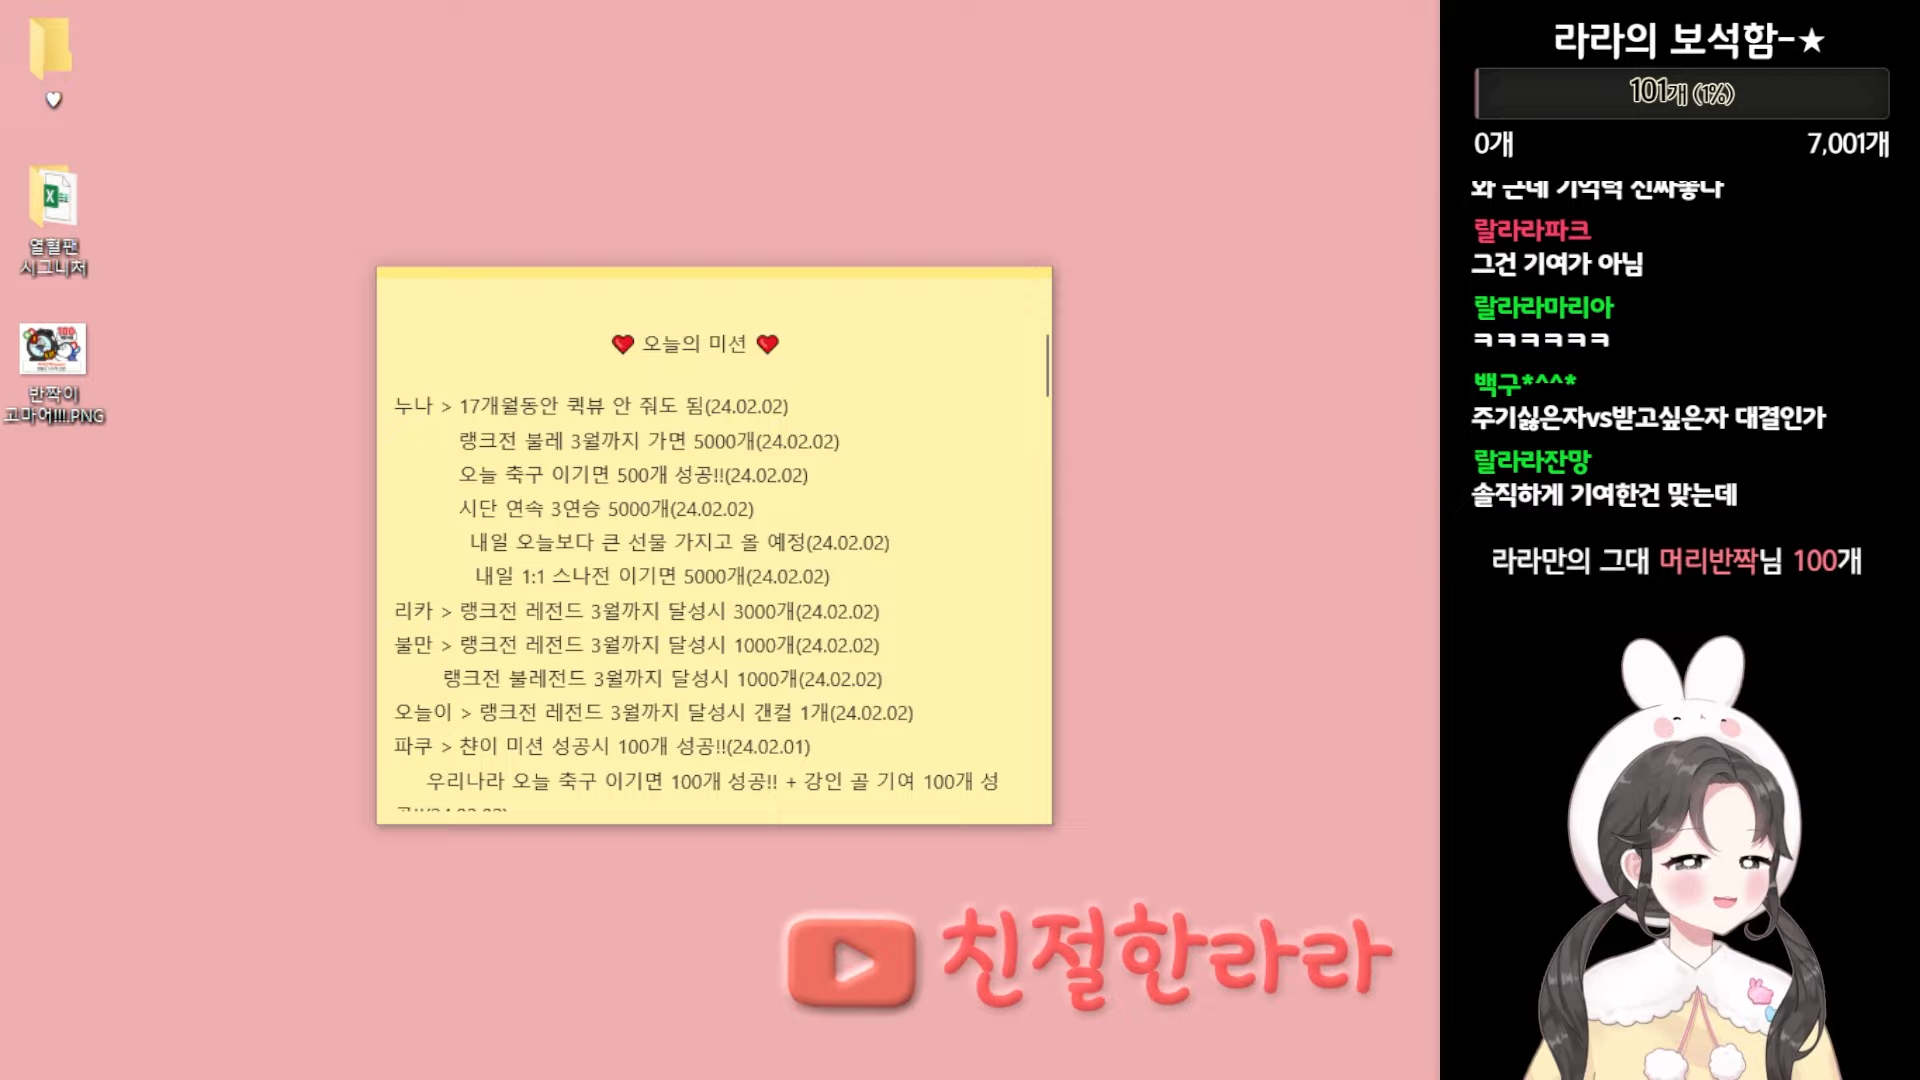 ♥
열혈팬
시그니처
100
반짝이
고마어!!!!.PNG
❤ 오늘의 미션 ❤
누나 > 17개월동안 퀵뷰 안 줘도 됨(24.02.02)
랭크전 불레 3월까지 가면 5000개(24.02.02)
오늘 축구 이기면 500개 성공!!(24.02.02)
시단 연속 3연승 5000개(24.02.02)
내일 오늘보다 큰 선물 가지고 올 예정(24.02.02)
내일 1:1 스나전 이기면 5000개(24.02.02)
리카 > 랭크전 레전드 3월까지 달성시 3000개(24.02.02)
불만 > 랭크전 레전드 3월까지 달성시 1000개(24.02.02)
랭크전 불레전드 3월까지 달성시 1000개(24.02.02)
오늘이 > 랭크전 레전드 3월까지 달성시 갠컬 1개(24.02.02)
파쿠 > 챤이 미션 성공시 100개 성공!!(24.02.01)
우리나라 오늘 축구 이기면 100개 성공!! + 강인 골 기여 100개 성
친절한라라
라라의 보석함-★
101개 (1%)
0개 7,001개
와 근데 기억력 진짜좋다
랄라라파크
그건 기여가 아님
랄라라마리아
ㅋㅋㅋㅋㅋㅋ
백구*^^*
주기싫은자vs받고싶은자 대결인가
랄라라잔망
솔직하게 기여한건 맞는데
라라만의 그대 머리반짝님 100개